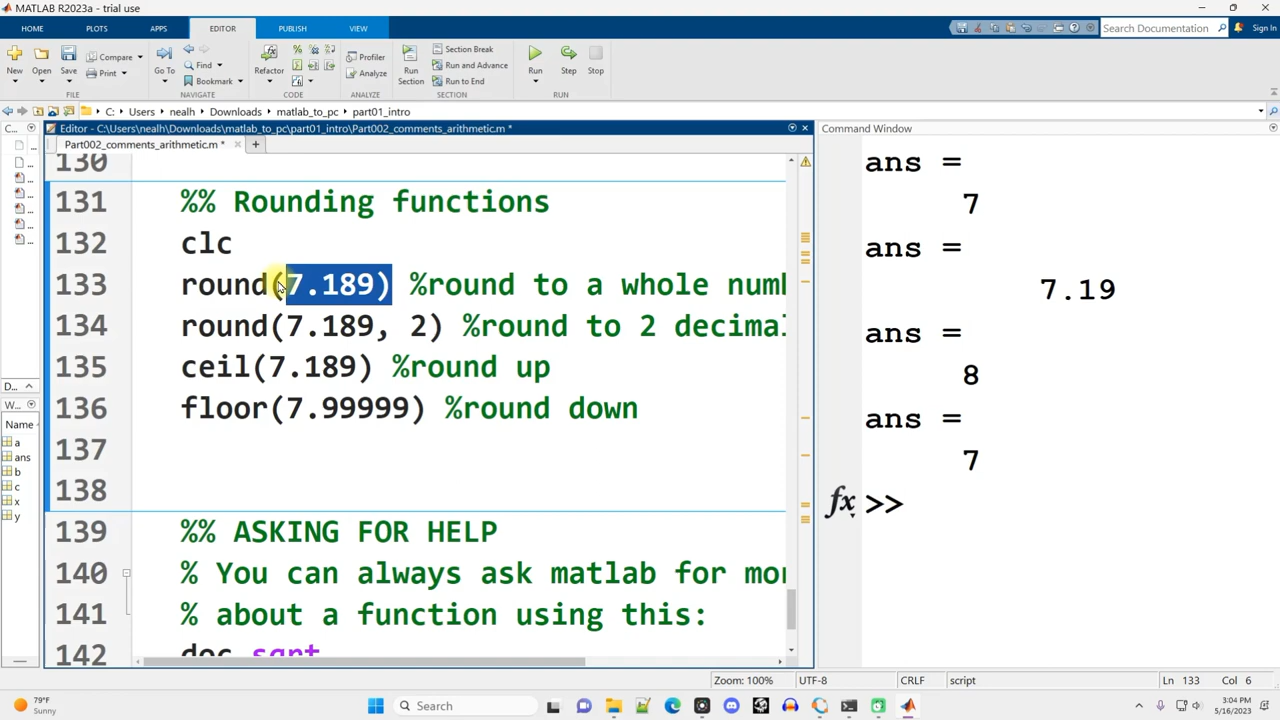 MATLAB R2023a - trial use
HOME PLOTS APPS EDITOR PUBLISH VIEW Search Documentation Sign In
New Open Save Compare Print Go To Find Bookmark Refactor Profiler Analyze Run Section Section Break Run and Advance Run to End Run Step Stop
FILE NAVIGATE CODE ANALYZE SECTION RUN
C: Users nealh Downloads matlab_to_pc part01_intro
C... Editor - C:\Users\nealh\Downloads\matlab_to_pc\part01_intro\Part002_comments_arithmetic.m * Command Window
Part002_comments_arithmetic.m * × +
130
131 %% Rounding functions
132 clc
133 round(7.189) %round to a whole numb
134 round(7.189, 2) %round to 2 decimal
135 ceil(7.189) %round up
136 floor(7.99999) %round down
137
138
139 %% ASKING FOR HELP
140 % You can always ask matlab for mor
141 % about a function using this:
142 doc sqrt
D...
W...
Name
a
ans
b
c
x
y
ans =
7
ans =
7.19
ans =
8
ans =
7
fx >>
Zoom: 100% UTF-8 CRLF script Ln 133 Col 6
79°F
Sunny
Search
3:04 PM
5/16/2023